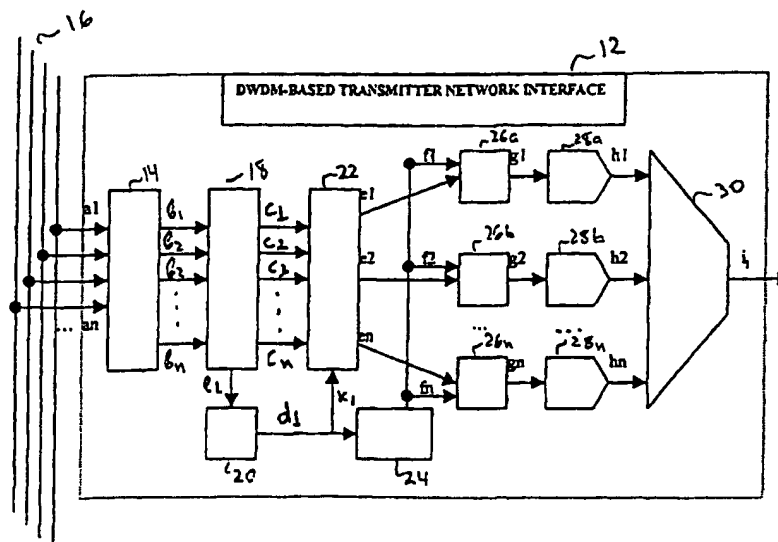 16
12
DWDM-BASED TRANSMITTER NETWORK INTERFACE
14
18
22
26a
28a
30
a1
... an
b1
b2
b3
bn
c1
c2
c3
cn
e1
e2
en
f1
f2
fn
g1
g2
gn
h1
h2
hn
i1
26b
28b
...
26n
...
28n
l1
d1
k1
20
24